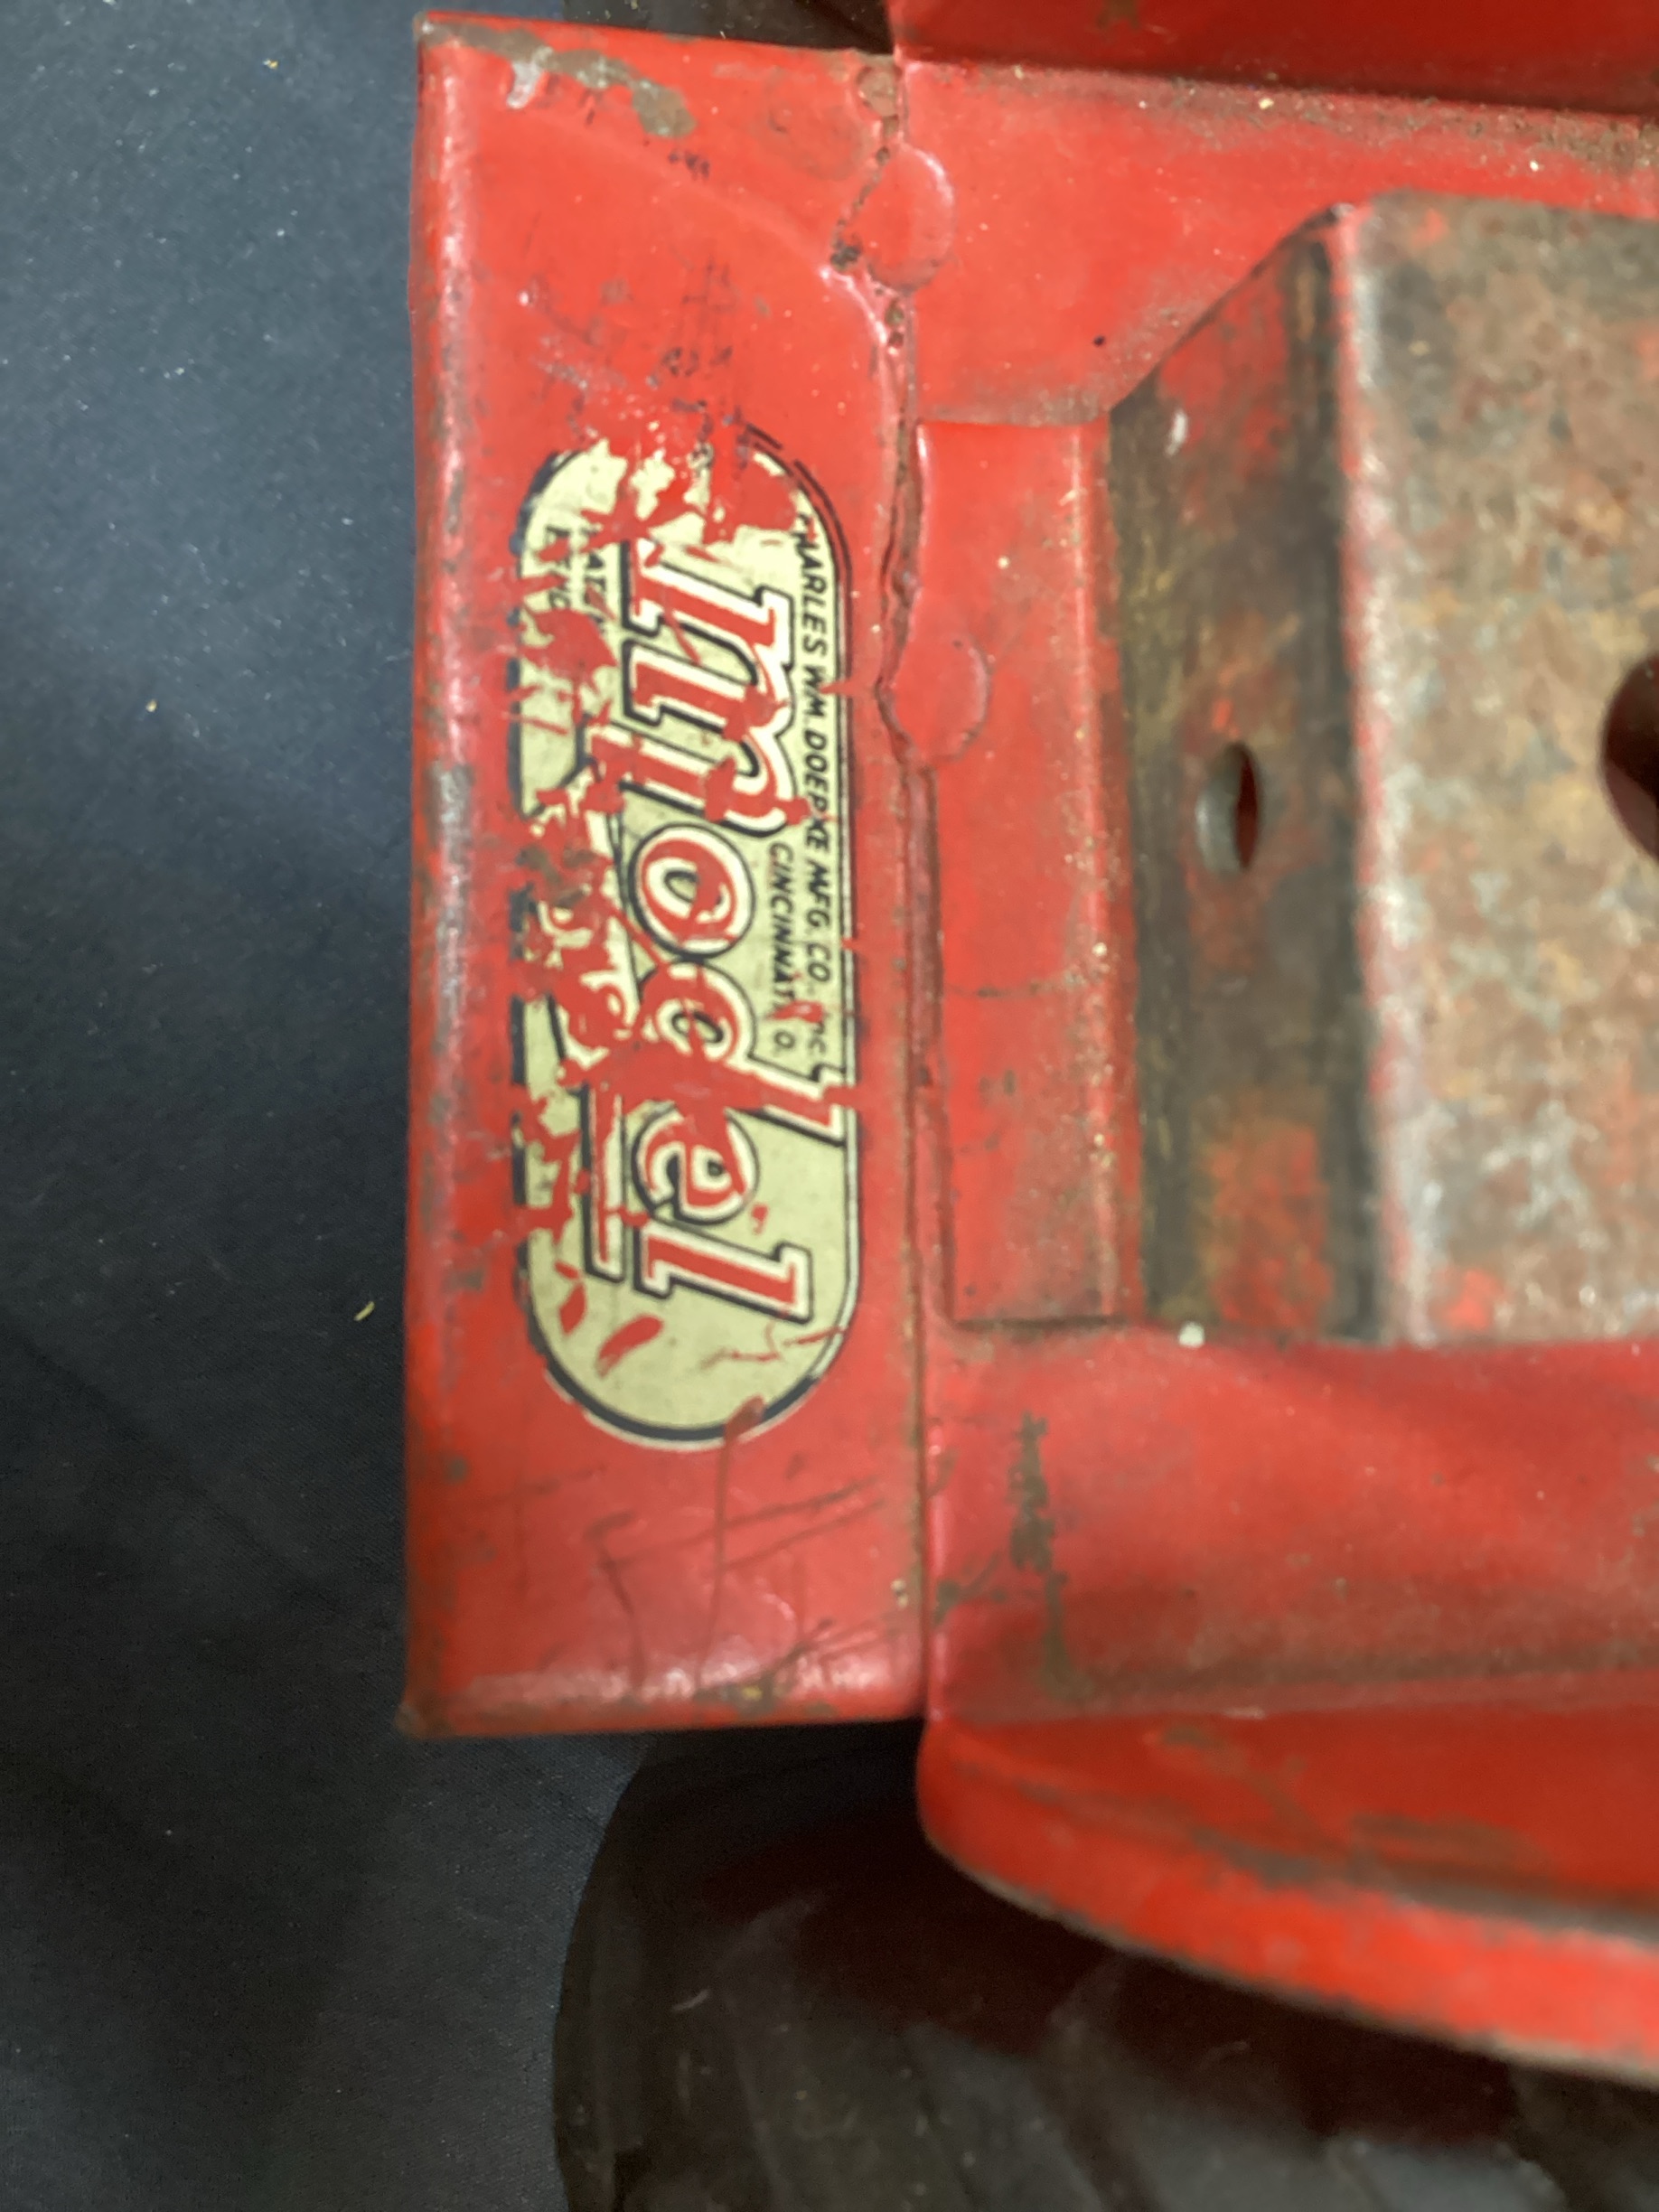 CHARLES WM. DOEPKE MFG. CO., Inc.
CINCINNATI, O.
Model